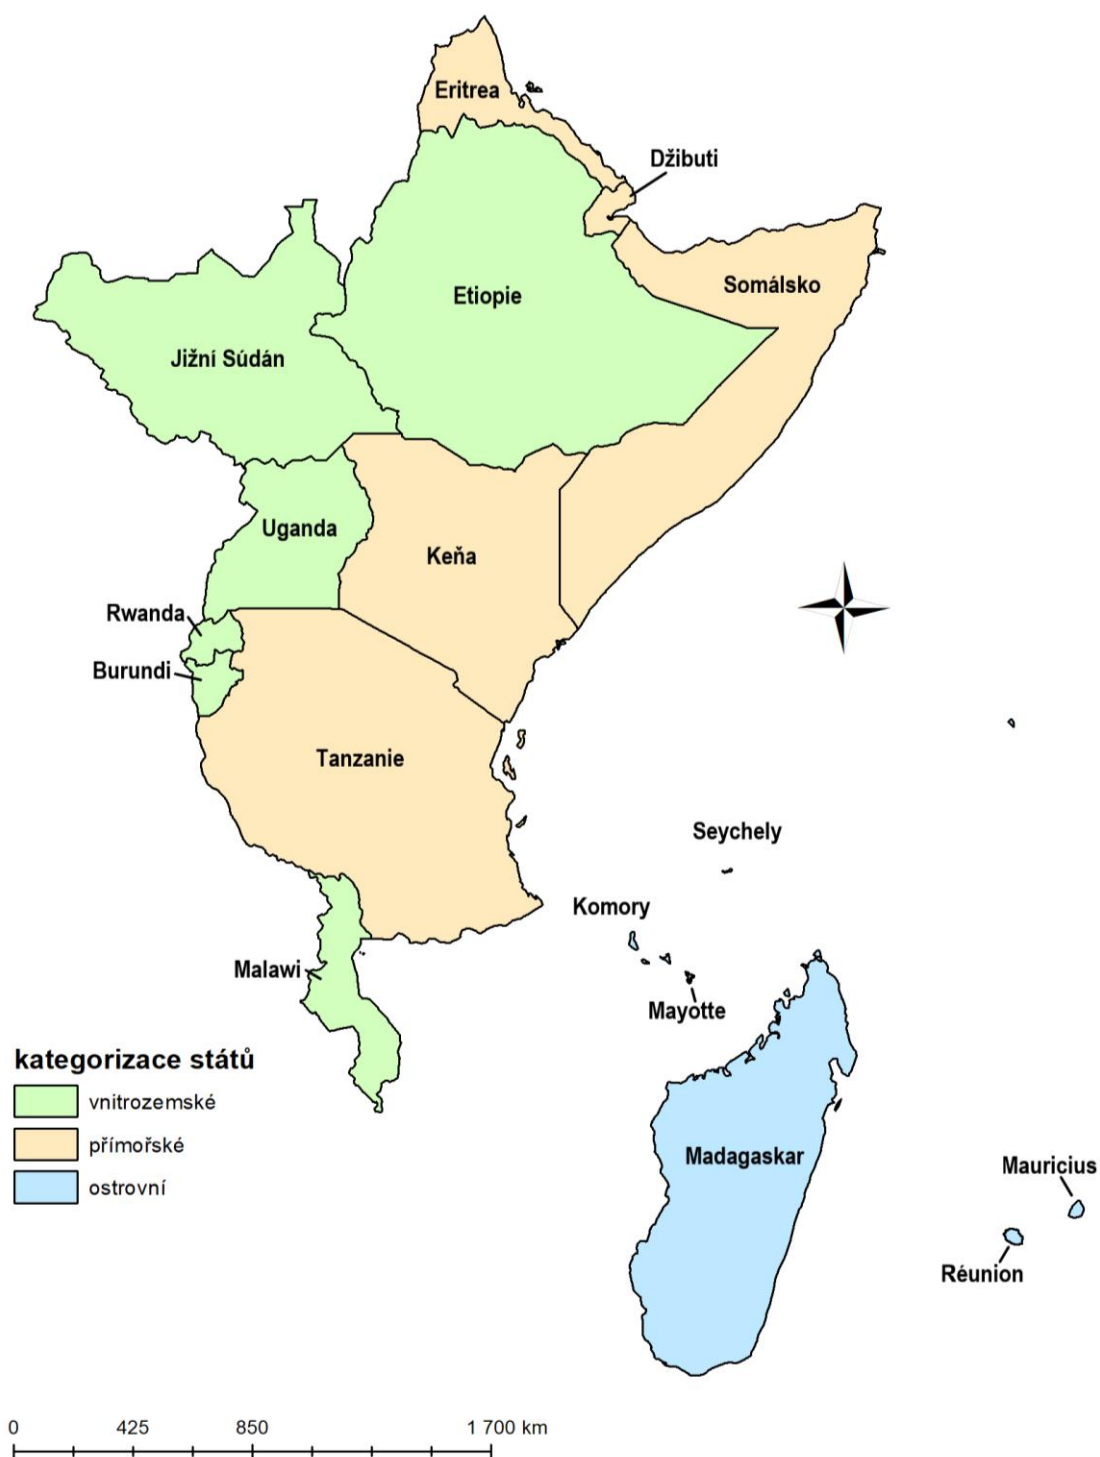 Eritrea
Džibuti
Somálsko
Etiopie
Jižní Súdán
Uganda
Keňa
Rwanda
Burundi
Tanzanie
Seychely
Komory
Malawi
Mayotte
kategorizace států
vnitrozemské
přímořské
ostrovní
Madagaskar
Mauricius
Réunion
0 425 850 1 700 km